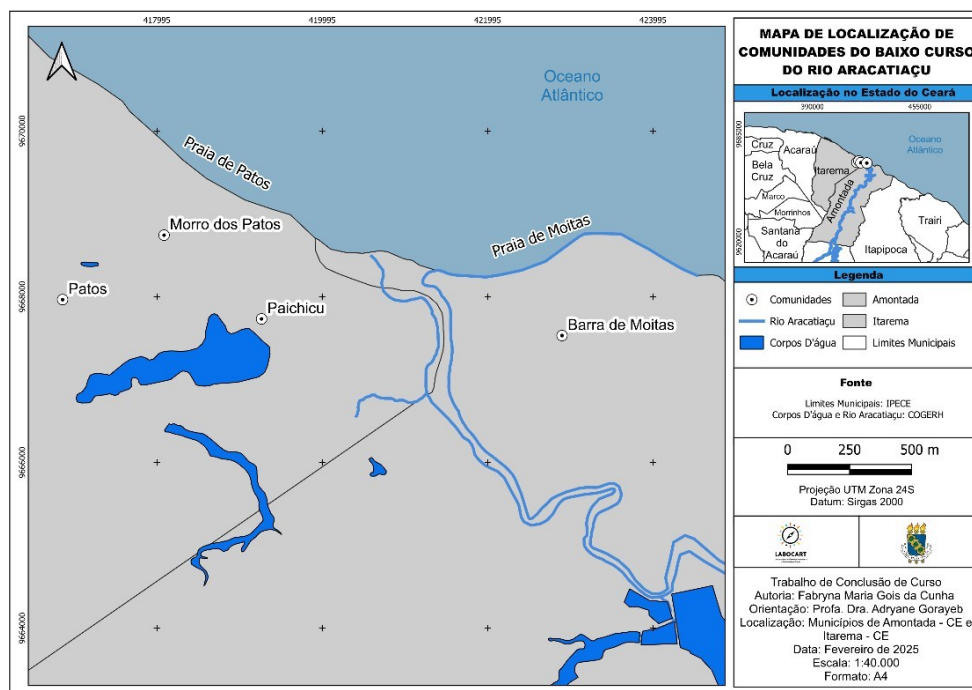 417995
419995
421995
423995
9670000
9668000
9666000
9664000
Oceano
Atlântico
Praia de Patos
Morro dos Patos
Praia de Moitas
Patos
Paichicu
Barra de Moitas
MAPA DE LOCALIZAÇÃO DE
COMUNIDADES DO BAIXO CURSO
DO RIO ARACATIAÇU
Localização no Estado do Ceará
390000
455000
9685000
9620000
Cruz
Acaraú
Bela
Cruz
Itarema
Marco
Morrinhos
Amontada
Santana
do
Acaraú
Itapipoca
Trairi
Oceano
Atlântico
Legenda
Comunidades
Amontada
Rio Aracatiaçu
Itarema
Corpos D'água
Limites Municipais
Fonte
Limites Municipais: IPECE
Corpos D'água e Rio Aracatiaçu: COGERH
0 250 500 m
Projeção UTM Zona 24S
Datum: Sirgas 2000
LABOCART
Trabalho de Conclusão de Curso
Autoria: Fabryna Maria Gois da Cunha
Orientação: Profa. Dra. Adryane Gorayeb
Localização: Municípios de Amontada - CE e
Itarema - CE
Data: Fevereiro de 2025
Escala: 1:40.000
Formato: A4